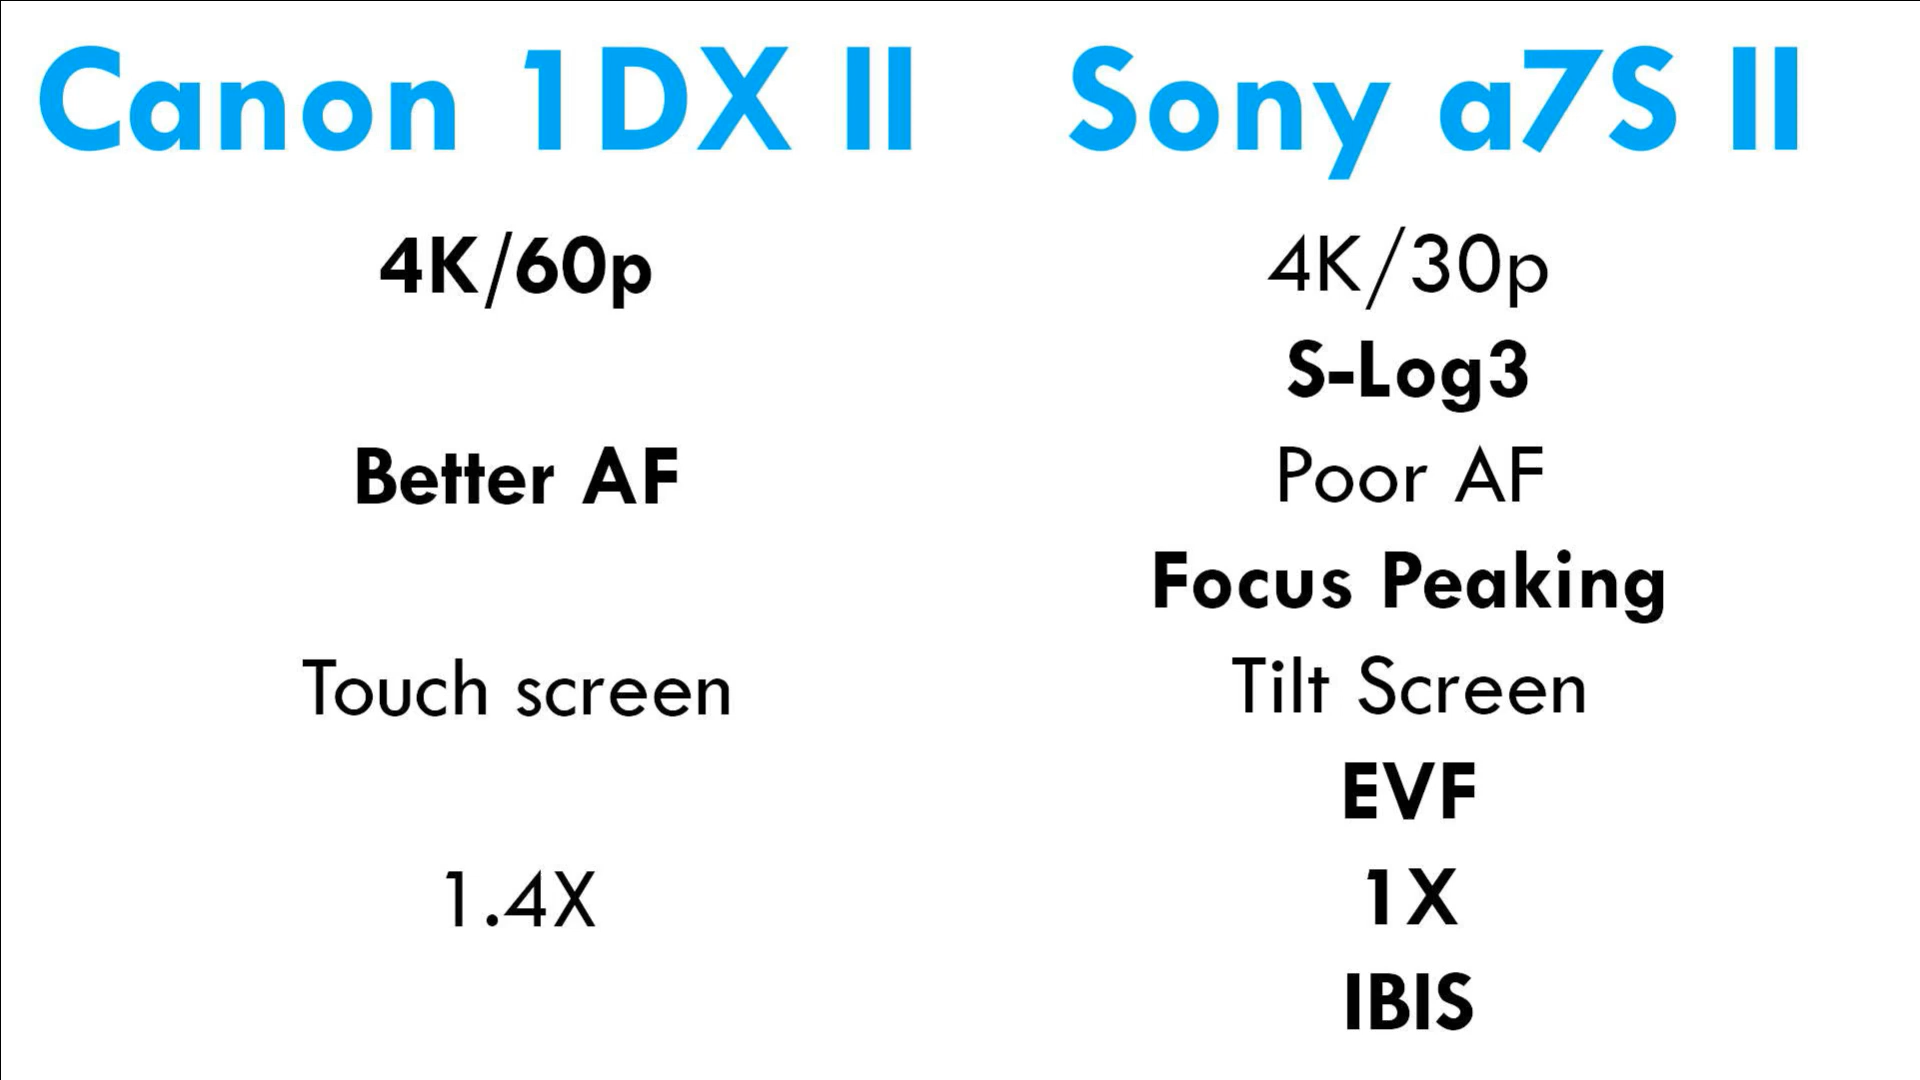 Canon 1DX II Sony a7S II
4K/60p 4K/30p
S-Log3
Better AF Poor AF
Focus Peaking
Touch screen Tilt Screen
EVF
1.4X 1X
IBIS